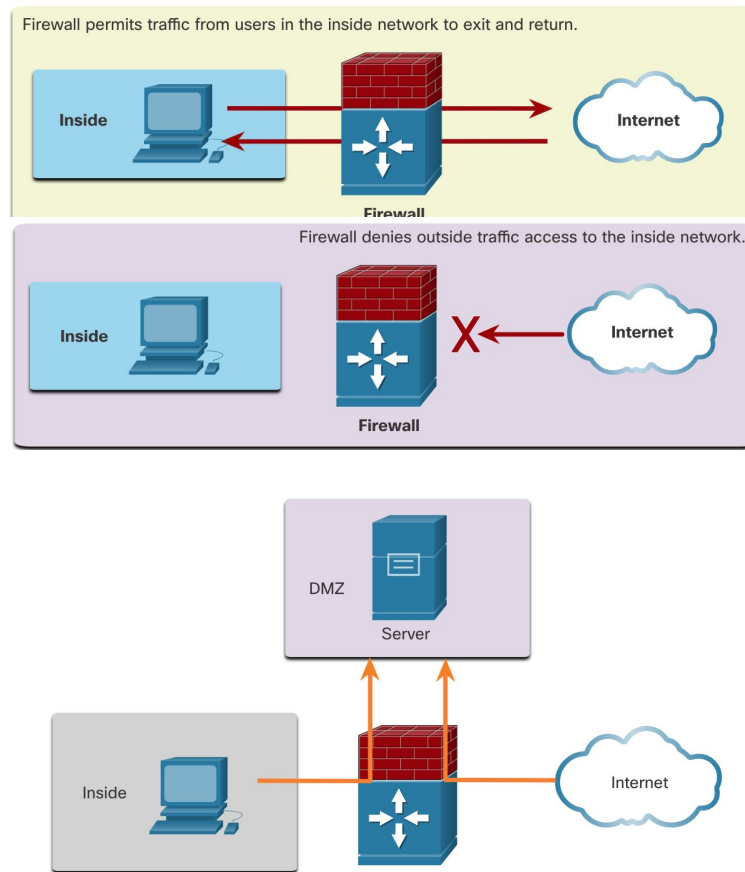 Firewall permits traffic from users in the inside network to exit and return.
Inside
Internet
Firewall
Firewall denies outside traffic access to the inside network.
Inside
Internet
Firewall
DMZ
Server
Inside
Internet